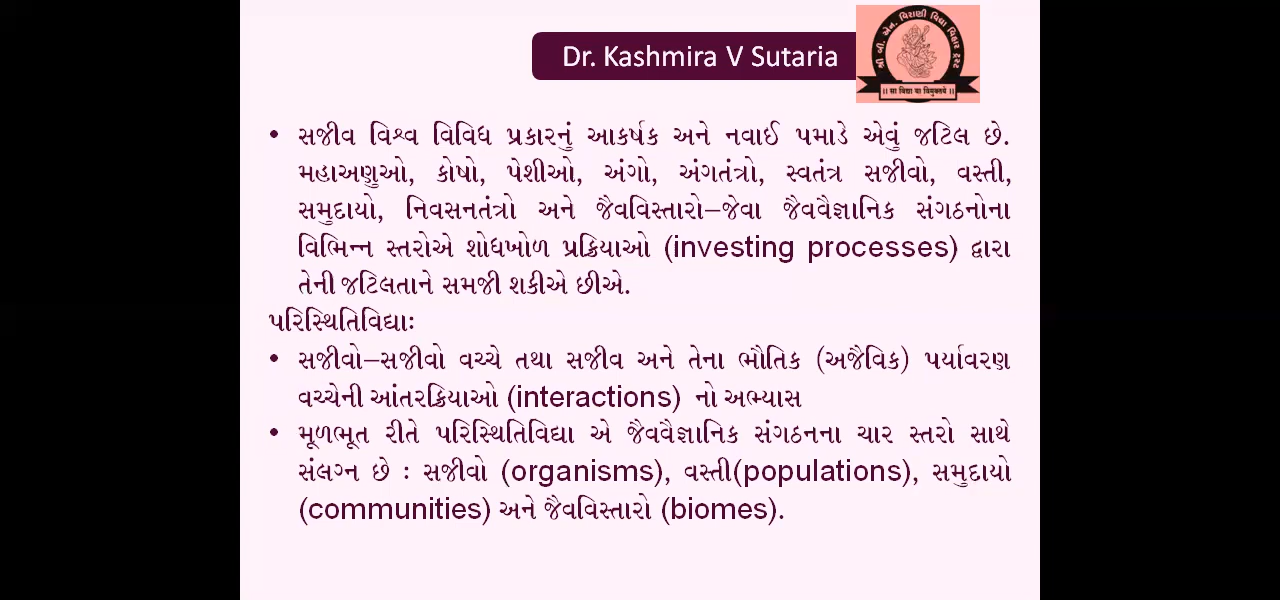 Dr. Kashmira V Sutaria
શ્રી બી. એન. વિરાણી વિદ્યા વિહાર ટ્રસ્ટ
।। સા વિદ્યા યા વિમુક્તયે ।।
• સજીવ વિશ્વ વિવિધ પ્રકારનું આકર્ષક અને નવાઈ પમાડે એવું જટિલ છે.
મહાઅણુઓ, કોષો, પેશીઓ, અંગો, અંગતંત્રો, સ્વતંત્ર સજીવો, વસ્તી,
સમુદાયો, નિવસનતંત્રો અને જૈવવિસ્તારો–જેવા જૈવવૈજ્ઞાનિક સંગઠનોના
વિભિન્ન સ્તરોએ શોધખોળ પ્રક્રિયાઓ (investing processes) દ્વારા
તેની જટિલતાને સમજી શકીએ છીએ.
પરિસ્થિતિવિદ્યાઃ
• સજીવો–સજીવો વચ્ચે તથા સજીવ અને તેના ભૌતિક (અજૈવિક) પર્યાવરણ
વચ્ચેની આંતરક્રિયાઓ (interactions) નો અભ્યાસ
• મૂળભૂત રીતે પરિસ્થિતિવિદ્યા એ જૈવવૈજ્ઞાનિક સંગઠનના ચાર સ્તરો સાથે
સંલગ્ન છે : સજીવો (organisms), વસ્તી(populations), સમુદાયો
(communities) અને જૈવવિસ્તારો (biomes).